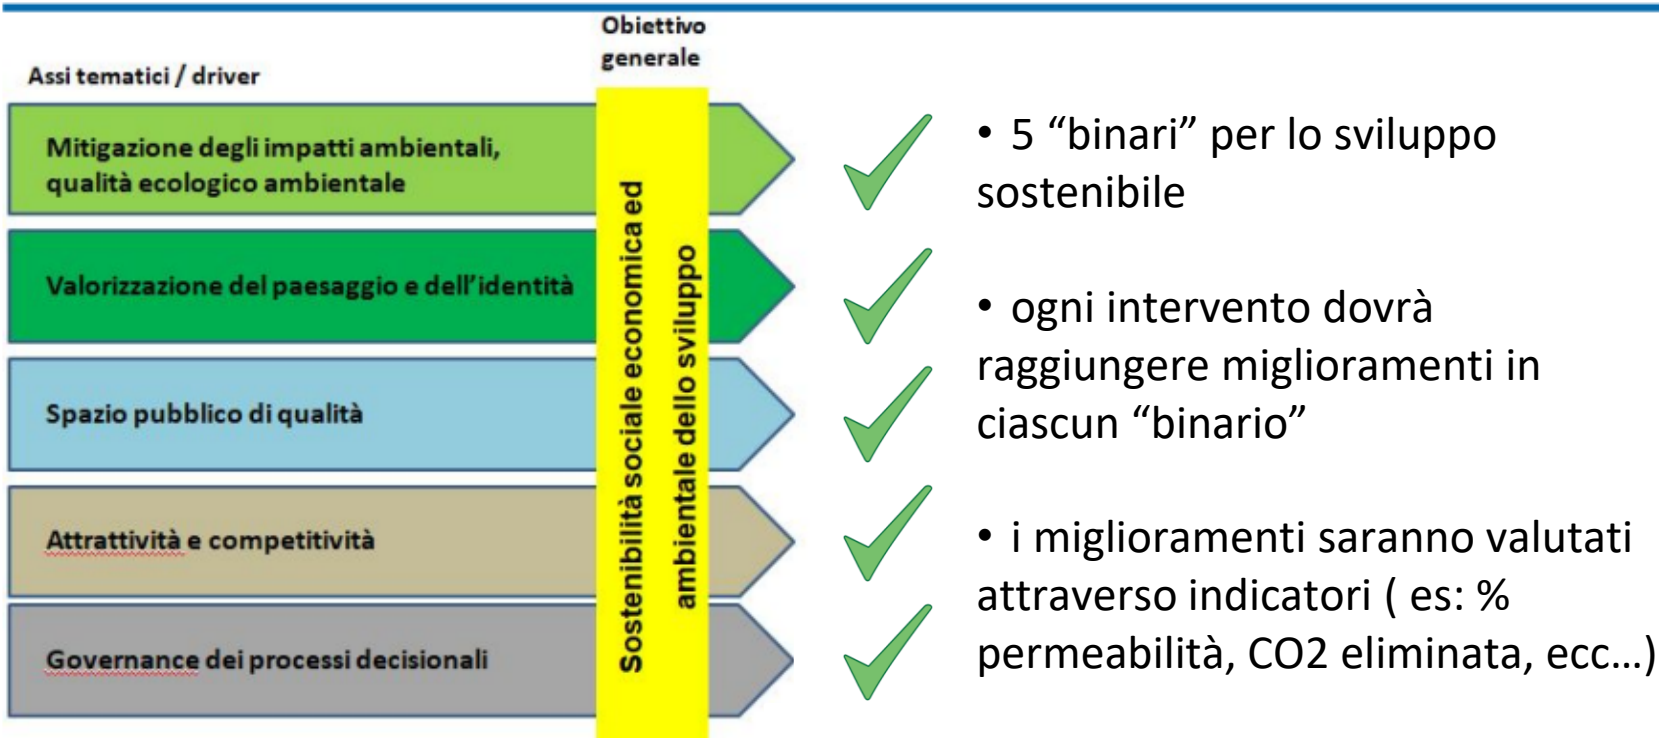 Obiettivo
generale
Assi tematici / driver
Mitigazione degli impatti ambientali,
qualità ecologico ambientale
Valorizzazione del paesaggio e dell'identità
Spazio pubblico di qualità
Attrattività e competitività
Governance dei processi decisionali
Sostenibilità sociale economica ed
ambientale dello sviluppo
• 5 “binari” per lo sviluppo
sostenibile
• ogni intervento dovrà
raggiungere miglioramenti in
ciascun “binario”
• i miglioramenti saranno valutati
attraverso indicatori ( es: %
permeabilità, CO2 eliminata, ecc…)